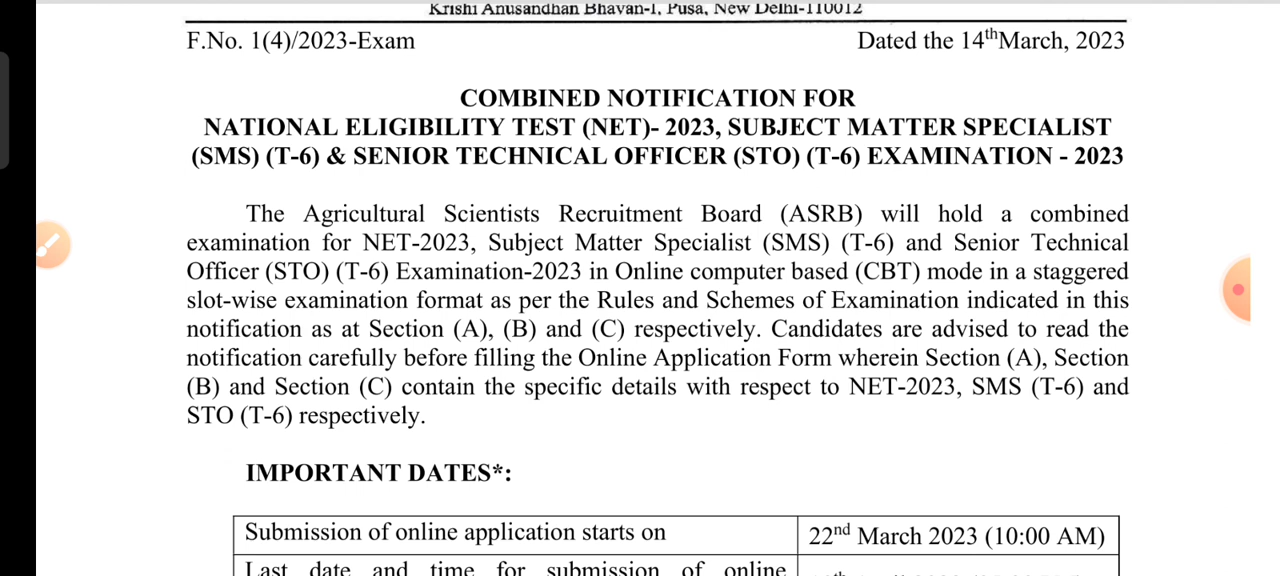 Krishi Anusandhan Bhavan-I, Pusa, New Delhi-110012
F.No. 1(4)/2023-Exam Dated the 14thMarch, 2023
COMBINED NOTIFICATION FOR
NATIONAL ELIGIBILITY TEST (NET)- 2023, SUBJECT MATTER SPECIALIST
(SMS) (T-6) & SENIOR TECHNICAL OFFICER (STO) (T-6) EXAMINATION - 2023
The Agricultural Scientists Recruitment Board (ASRB) will hold a combined
examination for NET-2023, Subject Matter Specialist (SMS) (T-6) and Senior Technical
Officer (STO) (T-6) Examination-2023 in Online computer based (CBT) mode in a staggered
slot-wise examination format as per the Rules and Schemes of Examination indicated in this
notification as at Section (A), (B) and (C) respectively. Candidates are advised to read the
notification carefully before filling the Online Application Form wherein Section (A), Section
(B) and Section (C) contain the specific details with respect to NET-2023, SMS (T-6) and
STO (T-6) respectively.
IMPORTANT DATES*:
Submission of online application starts on 22nd March 2023 (10:00 AM)
Last date and time for submission of online